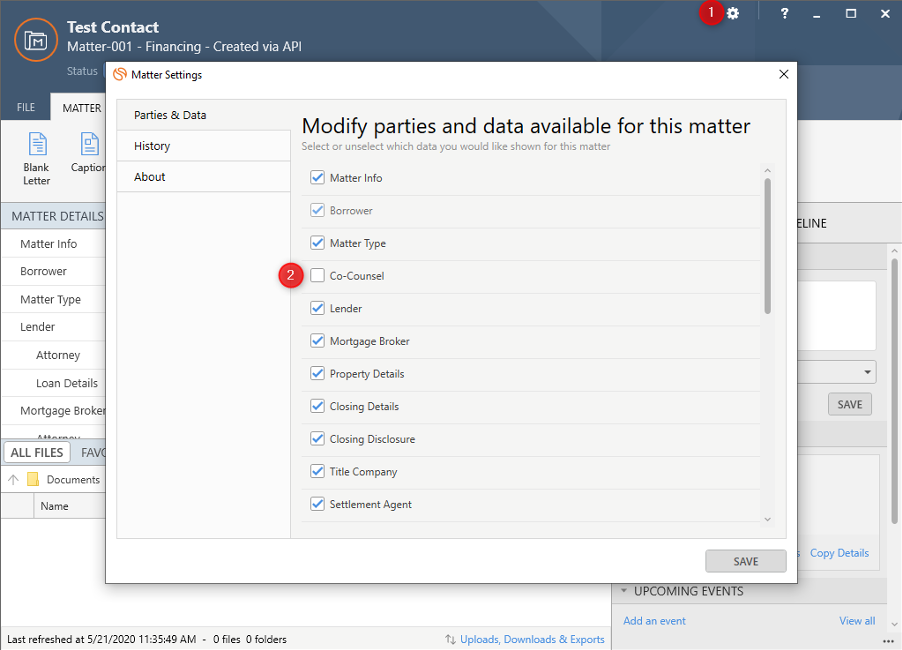 Test Contact
Matter-001 - Financing - Created via API
Status
1
?
FILE
MATTER
Blank Letter
Caption
MATTER DETAILS
Matter Info
Borrower
Matter Type
Lender
Attorney
Loan Details
Mortgage Broker
Attorney
ALL FILES
FAVO
Documents
Name
Matter Settings
Parties & Data
History
About
Modify parties and data available for this matter
Select or unselect which data you would like shown for this matter
Matter Info
Borrower
Matter Type
2
Co-Counsel
Lender
Mortgage Broker
Property Details
Closing Details
Closing Disclosure
Title Company
Settlement Agent
SAVE
ELINE
SAVE
s
Copy Details
UPCOMING EVENTS
Add an event
View all
Last refreshed at 5/21/2020 11:35:49 AM - 0 files 0 folders
Uploads, Downloads & Exports